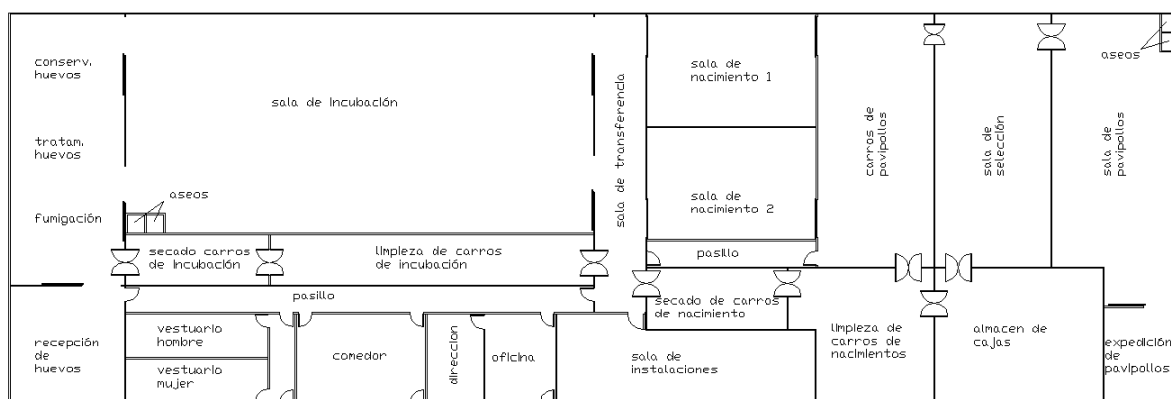 conserv.
huevos
tratam.
huevos
fumigación
recepción
de
huevos
sala de incubación
aseos
secado carros
de incubación
limpieza de carros
de incubación
pasillo
vestuario
hombre
vestuario
mujer
comedor
direccion
oficina
sala de
instalaciones
sala de transferencia
sala de
nacimiento 1
sala de
nacimiento 2
pasillo
secado de carros
de nacimiento
carros de
pavipollos
limpieza de
carros de
nacimientos
sala de
selección
almacen de
cajas
sala de
pavipollos
aseos
expedición
de
pavipollos